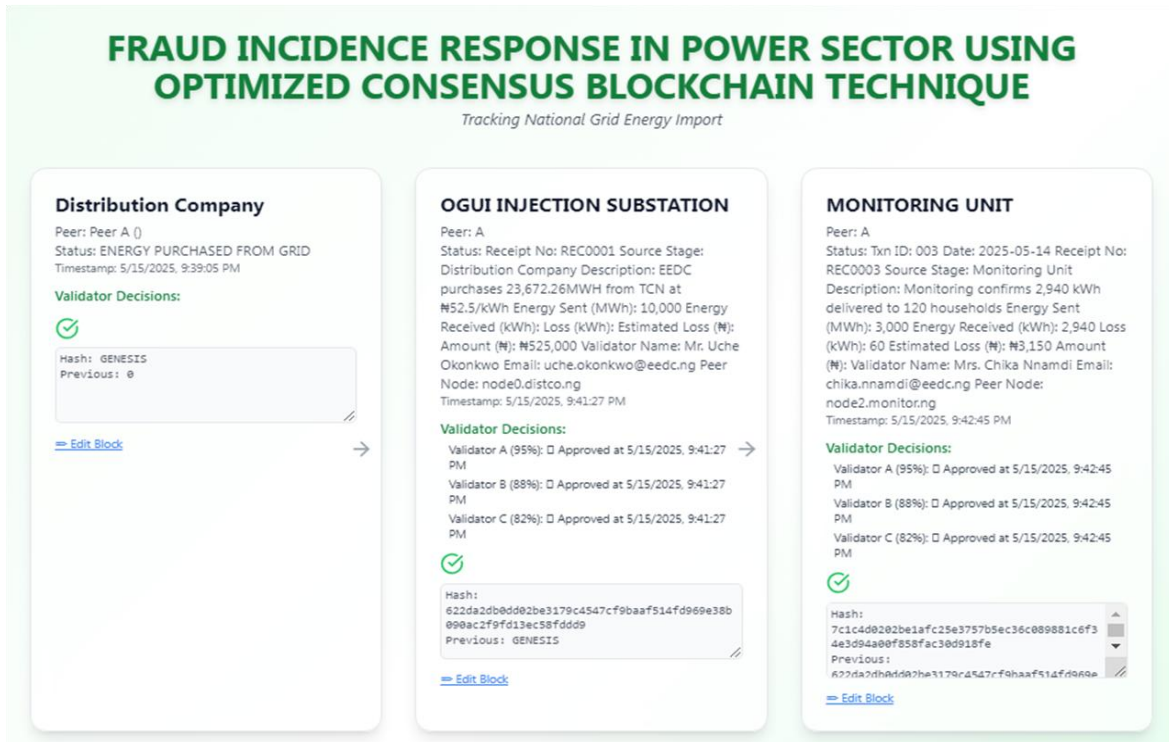 FRAUD INCIDENCE RESPONSE IN POWER SECTOR USING
OPTIMIZED CONSENSUS BLOCKCHAIN TECHNIQUE
Tracking National Grid Energy Import
Distribution Company
Peer: Peer A ()
Status: ENERGY PURCHASED FROM GRID
Timestamp: 5/15/2025, 9:39:05 PM
Validator Decisions:
Hash: GENESIS
Previous: 0
✏ Edit Block
→
OGUI INJECTION SUBSTATION
Peer: A
Status: Receipt No: REC0001 Source Stage:
Distribution Company Description: EEDC
purchases 23,672.26MWH from TCN at
₦52.5/kWh Energy Sent (MWh): 10,000 Energy
Received (kWh): Loss (kWh): Estimated Loss (₦):
Amount (₦): ₦525,000 Validator Name: Mr. Uche
Okonkwo Email: uche.okonkwo@eedc.ng Peer
Node: node0.distco.ng
Timestamp: 5/15/2025, 9:41:27 PM
Validator Decisions:
Validator A (95%): ▯ Approved at 5/15/2025, 9:41:27
PM
Validator B (88%): ▯ Approved at 5/15/2025, 9:41:27
PM
Validator C (82%): ▯ Approved at 5/15/2025, 9:41:27
PM
Hash:
622da2db0dd02be3179c4547cf9baaf514fd969e38b
090ac2f9fd13ec58fddd9
Previous: GENESIS
✏ Edit Block
→
MONITORING UNIT
Peer: A
Status: Txn ID: 003 Date: 2025-05-14 Receipt No:
REC0003 Source Stage: Monitoring Unit
Description: Monitoring confirms 2,940 kWh
delivered to 120 households Energy Sent
(MWh): 3,000 Energy Received (kWh): 2,940 Loss
(kWh): 60 Estimated Loss (₦): ₦3,150 Amount
(₦): Validator Name: Mrs. Chika Nnamdi Email:
chika.nnamdi@eedc.ng Peer Node:
node2.monitor.ng
Timestamp: 5/15/2025, 9:42:45 PM
Validator Decisions:
Validator A (95%): ▯ Approved at 5/15/2025, 9:42:45
PM
Validator B (88%): ▯ Approved at 5/15/2025, 9:42:45
PM
Validator C (82%): ▯ Approved at 5/15/2025, 9:42:45
PM
Hash:
7c1c4d0202be1afc25e3757b5ec36c089881c6f3
4e3d94a00f858fac30d918fe
Previous:
622da2db0dd02be3179c4547cf9baaf514fd969e
✏ Edit Block